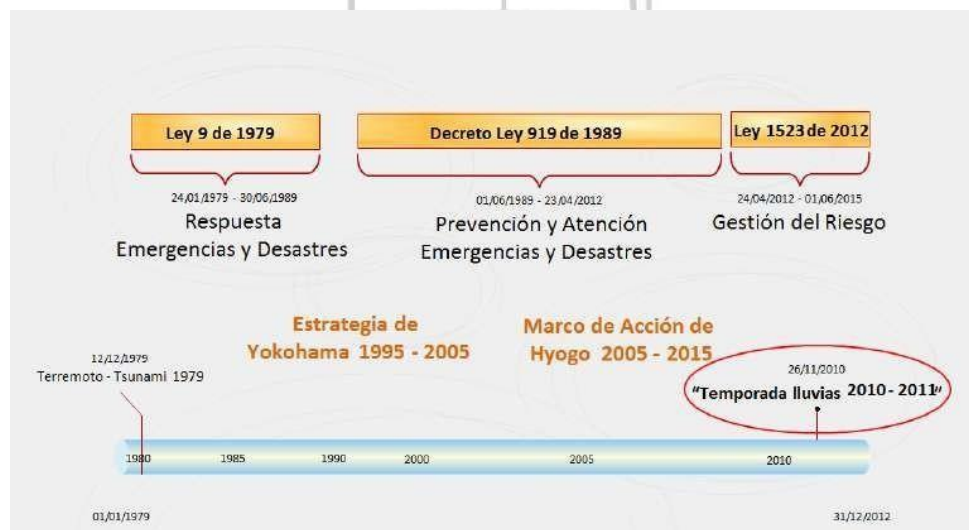 Ley 9 de 1979
Decreto Ley 919 de 1989
Ley 1523 de 2012
24/01/1979 - 30/06/1989
01/06/1989 - 23/04/2012
24/04/2012 - 01/06/2015
Respuesta
Emergencias y Desastres
Prevención y Atención
Emergencias y Desastres
Gestión del Riesgo
Estrategia de
Yokohama 1995 - 2005
Marco de Acción de
Hyogo 2005 - 2015
12/12/1979
Terremoto - Tsunami 1979
26/11/2010
"Temporada lluvias 2010 - 2011"
1980
1985
1990
2000
2005
2010
01/01/1979
31/12/2012